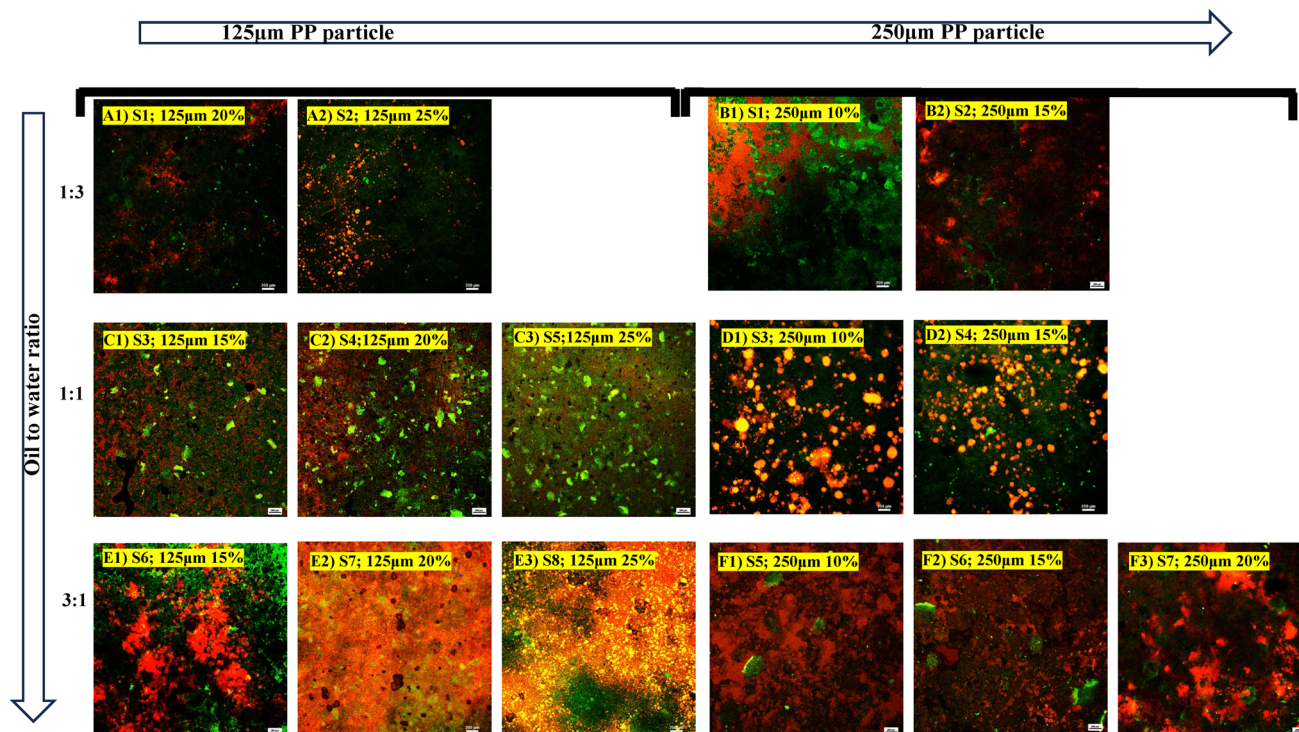 125μm PP particle
250μm PP particle
Oil to water ratio
1:3
A1) S1; 125μm 20%
A2) S2; 125μm 25%
B1) S1; 250μm 10%
B2) S2; 250μm 15%
1:1
C1) S3; 125μm 15%
C2) S4;125μm 20%
C3) S5;125μm 25%
D1) S3; 250μm 10%
D2) S4; 250μm 15%
3:1
E1) S6; 125μm 15%
E2) S7; 125μm 20%
E3) S8; 125μm 25%
F1) S5; 250μm 10%
F2) S6; 250μm 15%
F3) S7; 250μm 20%